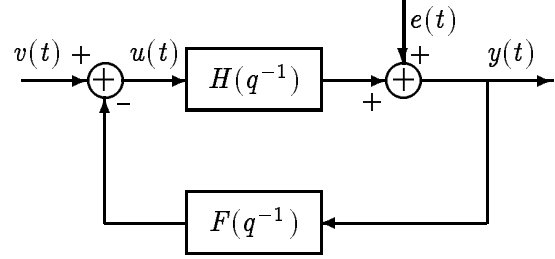 e(t)
v(t) + u(t) + y(t)
+ H(q⁻¹) +
- +
F(q⁻¹)